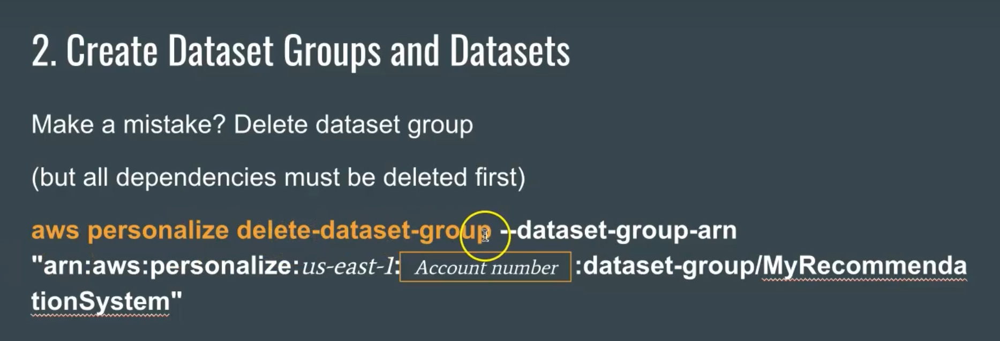 2. Create Dataset Groups and Datasets
Make a mistake? Delete dataset group
(but all dependencies must be deleted first)
aws personalize delete-dataset-group --dataset-group-arn
"arn:aws:personalize:us-east-1: Account number :dataset-group/MyRecommenda
tionSystem"